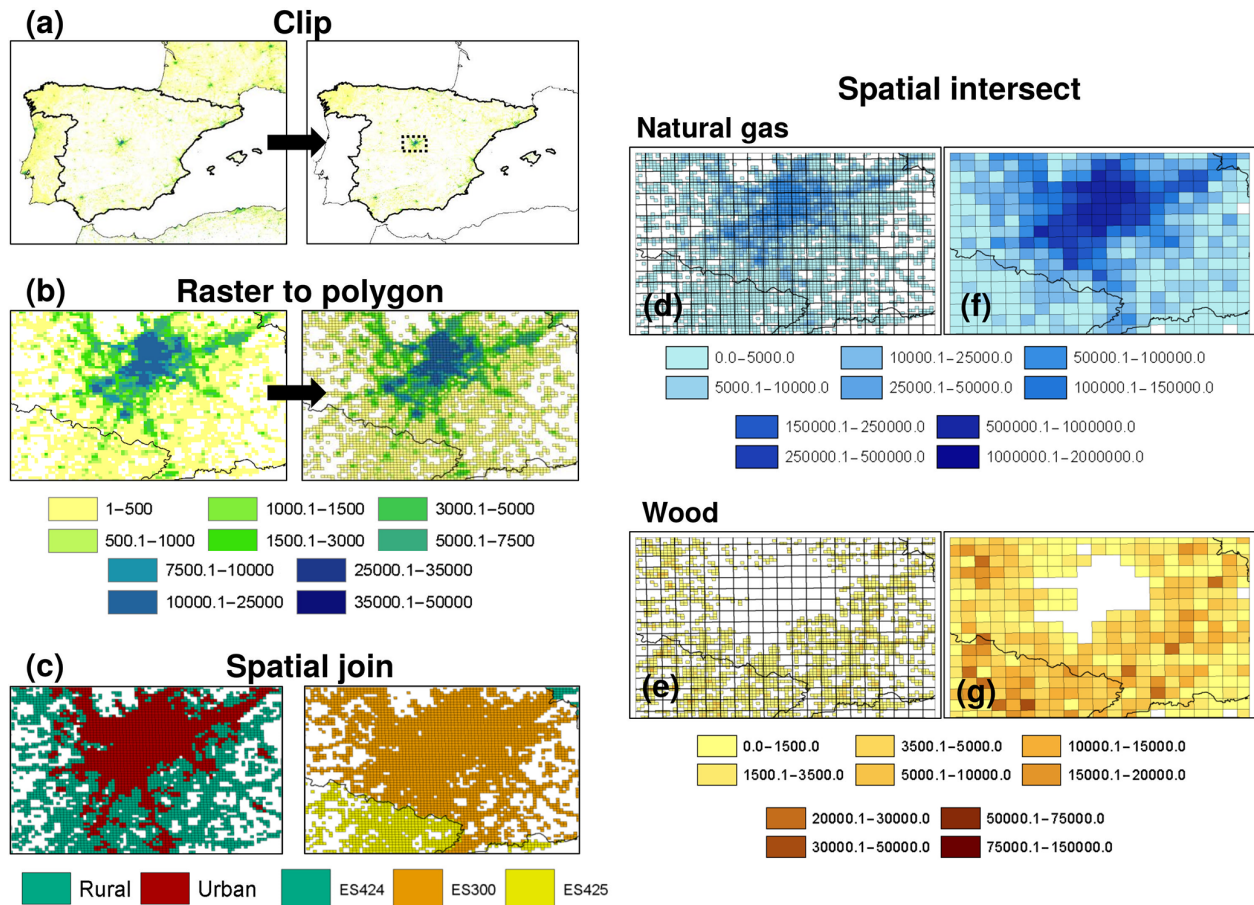 (a)
Clip
(b)
Raster to polygon
1–500
1000.1–1500
3000.1–5000
500.1–1000
1500.1–3000
5000.1–7500
7500.1–10000
25000.1–35000
10000.1–25000
35000.1–50000
(c)
Spatial join
Rural
Urban
ES424
ES300
ES425
Spatial intersect
Natural gas
(d)
(f)
0.0–5000.0
10000.1–25000.0
50000.1–100000.0
5000.1–10000.0
25000.1–50000.0
100000.1–150000.0
150000.1–250000.0
500000.1–1000000.0
250000.1–500000.0
1000000.1–2000000.0
Wood
(e)
(g)
0.0–1500.0
3500.1–5000.0
10000.1–15000.0
1500.1–3500.0
5000.1–10000.0
15000.1–20000.0
20000.1–30000.0
50000.1–75000.0
30000.1–50000.0
75000.1–150000.0